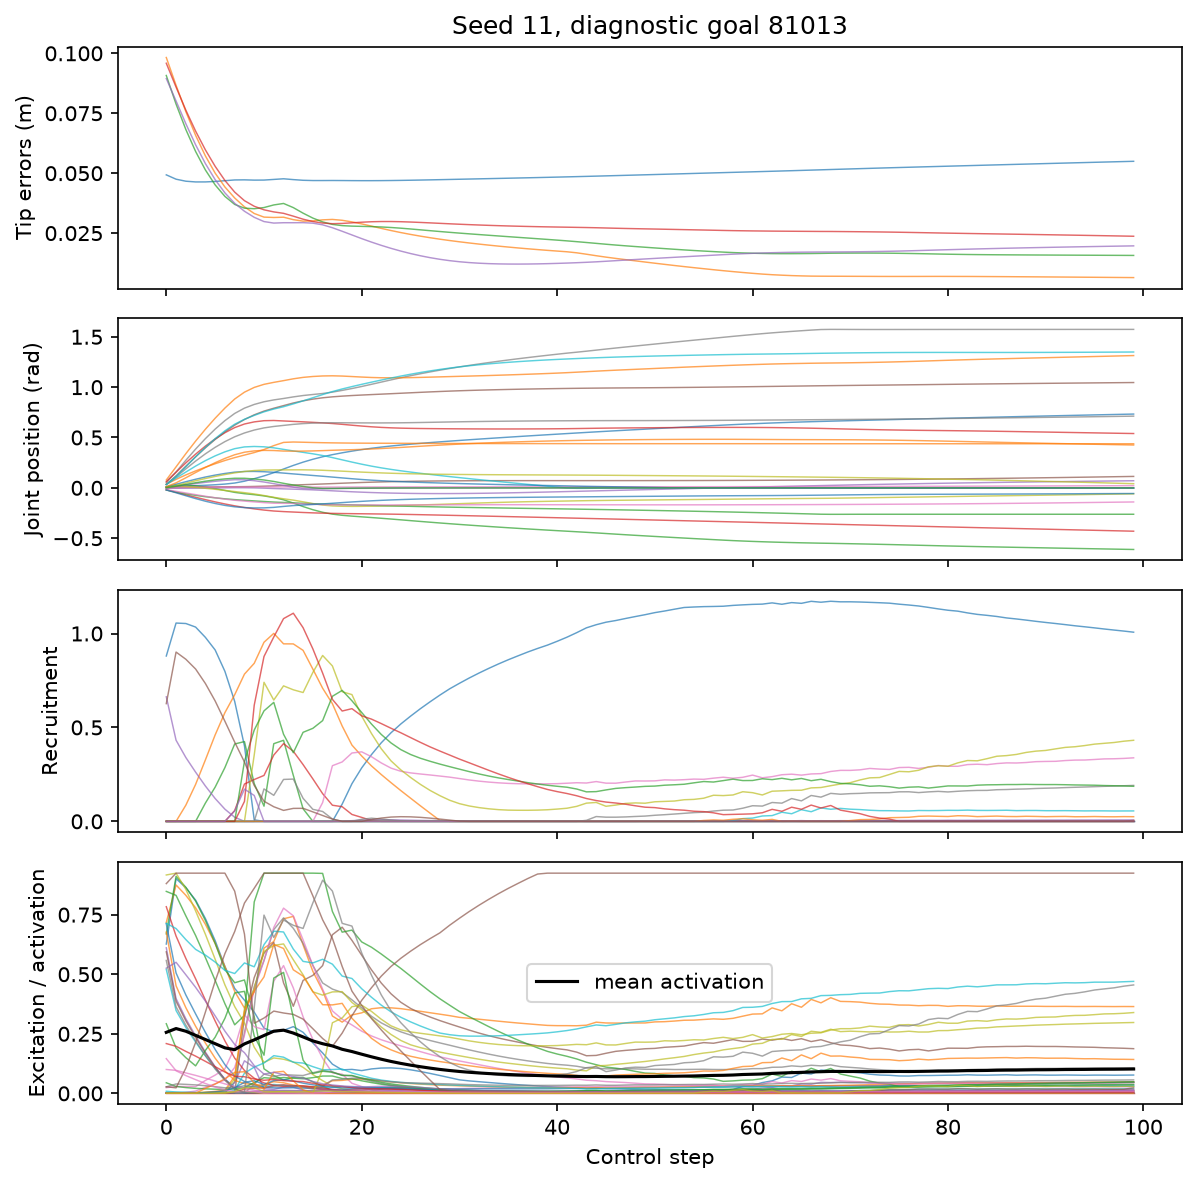 Seed 11, diagnostic goal 81013
Tip errors (m)
0.100
0.075
0.050
0.025
Joint position (rad)
1.5
1.0
0.5
0.0
−0.5
Recruitment
1.0
0.5
0.0
Excitation / activation
0.75
0.50
0.25
0.00
mean activation
0 20 40 60 80 100
Control step